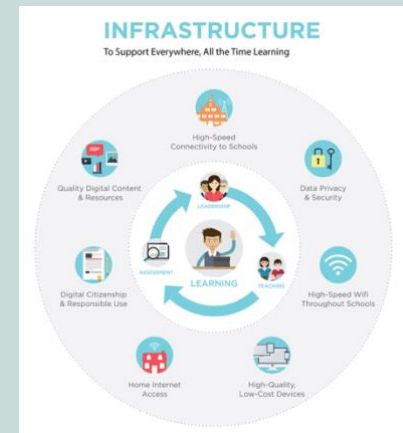 INFRASTRUCTURE
To Support Everywhere, All the Time Learning
High-Speed
Connectivity to Schools
Quality Digital Content
& Resources
Data Privacy
& Security
LEADERSHIP
ASSESSMENT
LEARNING
TEACHING
Digital Citizenship
& Responsible Use
High-Speed Wifi
Throughout Schools
Home Internet
Access
High-Quality,
Low-Cost Devices